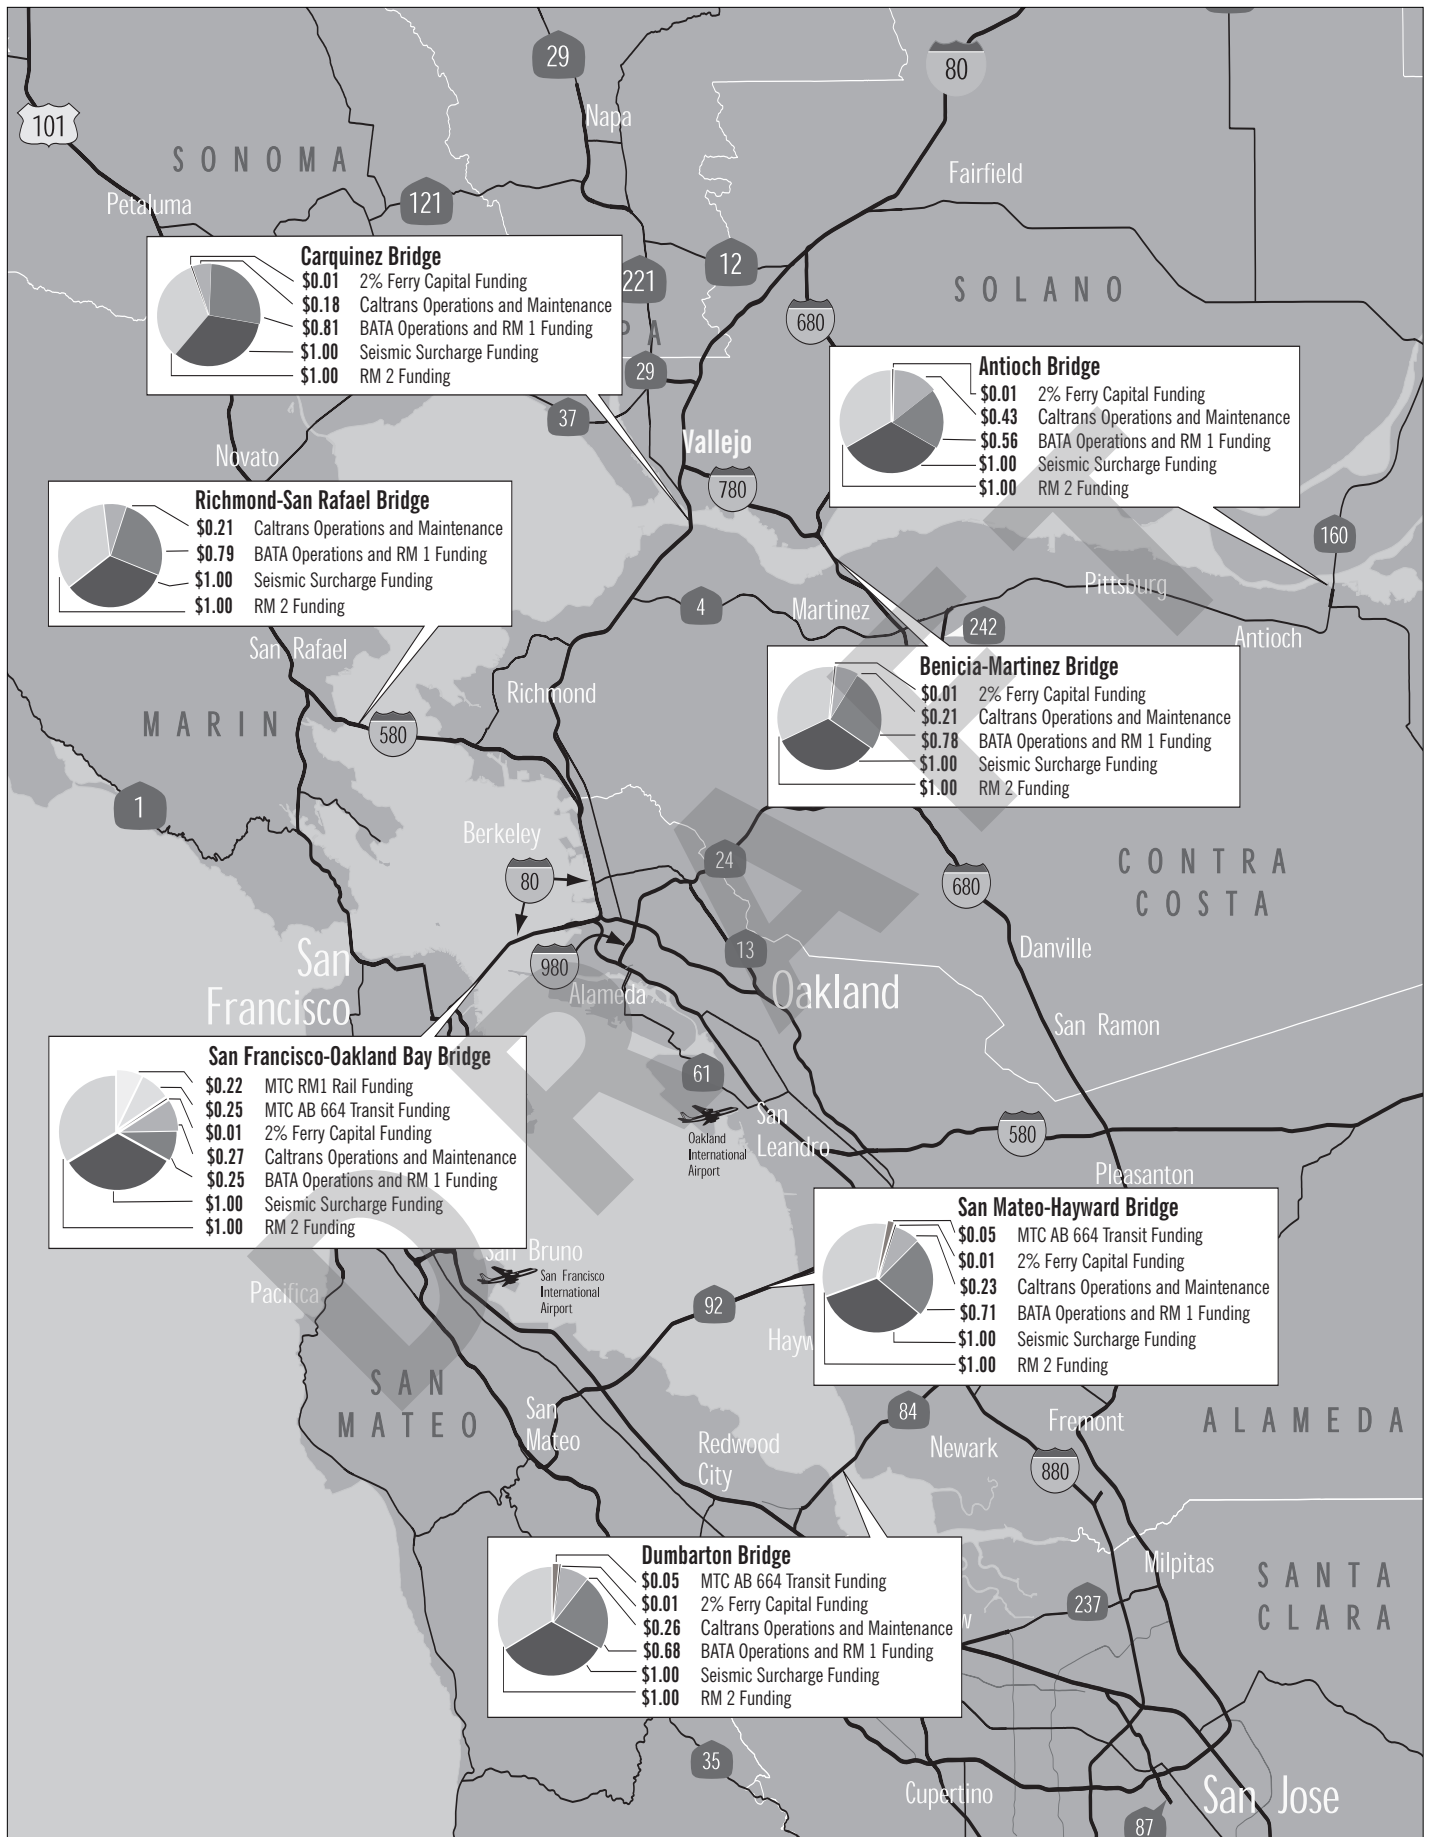 29
80
101
Napa
SONOMA
Fairfield
Petaluma
121
12
221
SOLANO
680
PA
29
37
Vallejo
780
Novato
Carquinez Bridge
$0.01 2% Ferry Capital Funding
$0.18 Caltrans Operations and Maintenance
$0.81 BATA Operations and RM 1 Funding
$1.00 Seismic Surcharge Funding
$1.00 RM 2 Funding
Antioch Bridge
$0.01 2% Ferry Capital Funding
$0.43 Caltrans Operations and Maintenance
$0.56 BATA Operations and RM 1 Funding
$1.00 Seismic Surcharge Funding
$1.00 RM 2 Funding
Richmond-San Rafael Bridge
$0.21 Caltrans Operations and Maintenance
$0.79 BATA Operations and RM 1 Funding
$1.00 Seismic Surcharge Funding
$1.00 RM 2 Funding
160
Pittsburg
4
Martinez
242
Antioch
San Rafael
Richmond
MARIN
580
Benicia-Martinez Bridge
$0.01 2% Ferry Capital Funding
$0.21 Caltrans Operations and Maintenance
$0.78 BATA Operations and RM 1 Funding
$1.00 Seismic Surcharge Funding
$1.00 RM 2 Funding
1
Berkeley
24
80
680
CONTRA
COSTA
13
Danville
San
Francisco
980
Alameda
Oakland
San Ramon
San Francisco-Oakland Bay Bridge
$0.22 MTC RM1 Rail Funding
$0.25 MTC AB 664 Transit Funding
$0.01 2% Ferry Capital Funding
$0.27 Caltrans Operations and Maintenance
$0.25 BATA Operations and RM 1 Funding
$1.00 Seismic Surcharge Funding
$1.00 RM 2 Funding
61
Oakland
International
Airport
San
Leandro
580
Pleasanton
San Mateo-Hayward Bridge
$0.05 MTC AB 664 Transit Funding
$0.01 2% Ferry Capital Funding
$0.23 Caltrans Operations and Maintenance
$0.71 BATA Operations and RM 1 Funding
$1.00 Seismic Surcharge Funding
$1.00 RM 2 Funding
San Bruno
San Francisco
International
Airport
Pacifica
92
Hayw
SAN
MATEO
San
Mateo
84
Fremont
ALAMEDA
Newark
Redwood
City
880
Dumbarton Bridge
$0.05 MTC AB 664 Transit Funding
$0.01 2% Ferry Capital Funding
$0.26 Caltrans Operations and Maintenance
$0.68 BATA Operations and RM 1 Funding
$1.00 Seismic Surcharge Funding
$1.00 RM 2 Funding
Milpitas
SANTA
CLARA
237
w
35
Cupertino
San Jose
87
DRAFT